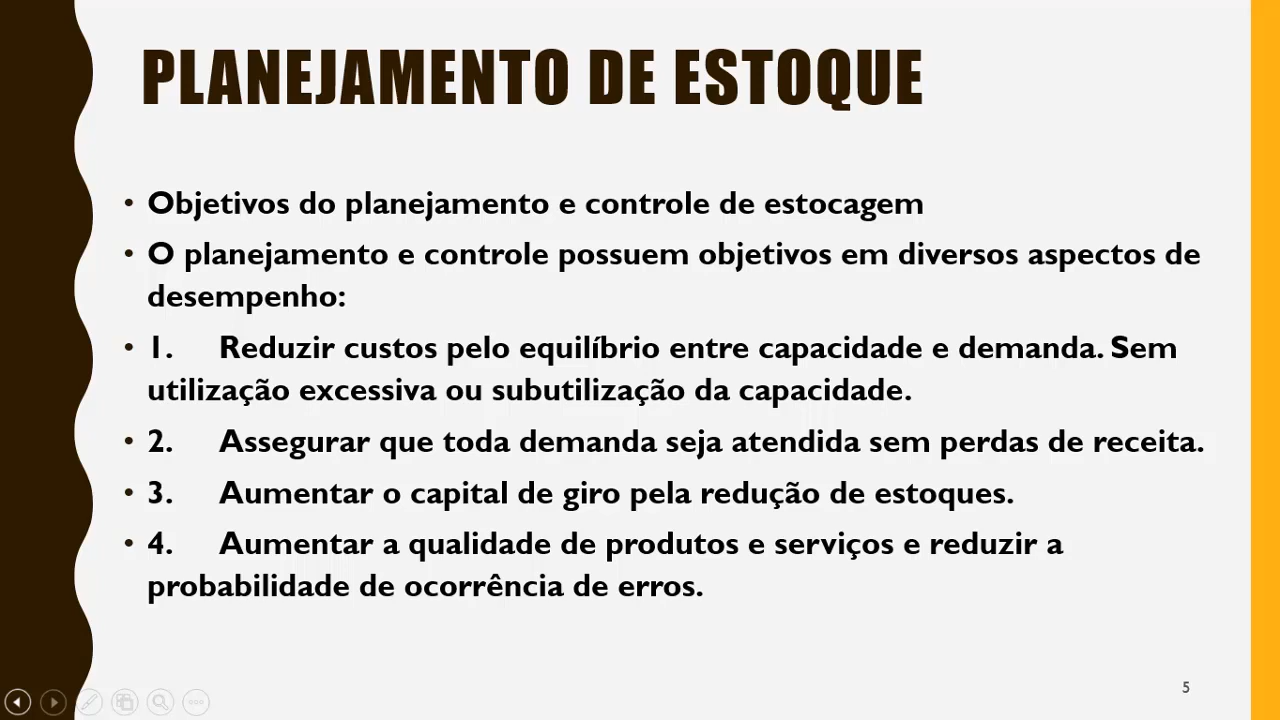 PLANEJAMENTO DE ESTOQUE
• Objetivos do planejamento e controle de estocagem
• O planejamento e controle possuem objetivos em diversos aspectos de
desempenho:
• 1. Reduzir custos pelo equilíbrio entre capacidade e demanda. Sem
utilização excessiva ou subutilização da capacidade.
• 2. Assegurar que toda demanda seja atendida sem perdas de receita.
• 3. Aumentar o capital de giro pela redução de estoques.
• 4. Aumentar a qualidade de produtos e serviços e reduzir a
probabilidade de ocorrência de erros.
5